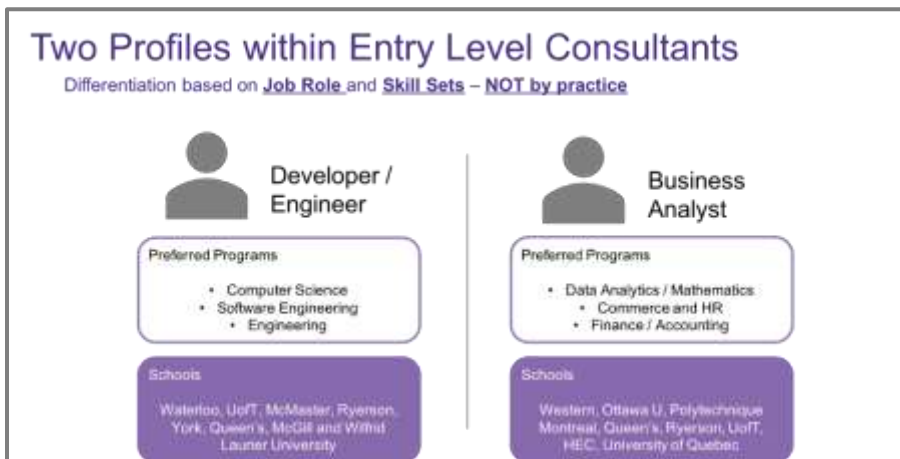 Two Profiles within Entry Level Consultants
Differentiation based on Job Role and Skill Sets – NOT by practice
Developer /
Engineer
Preferred Programs
• Computer Science
• Software Engineering
• Engineering
Schools
Waterloo, UofT, McMaster, Ryerson,
York, Queen's, McGill and Wilfrid
Laurier University
Business
Analyst
Preferred Programs
• Data Analytics / Mathematics
• Commerce and HR
• Finance / Accounting
Schools
Western, Ottawa U, Polytechnique
Montreal, Queen's, Ryerson, UofT,
HEC, University of Quebec